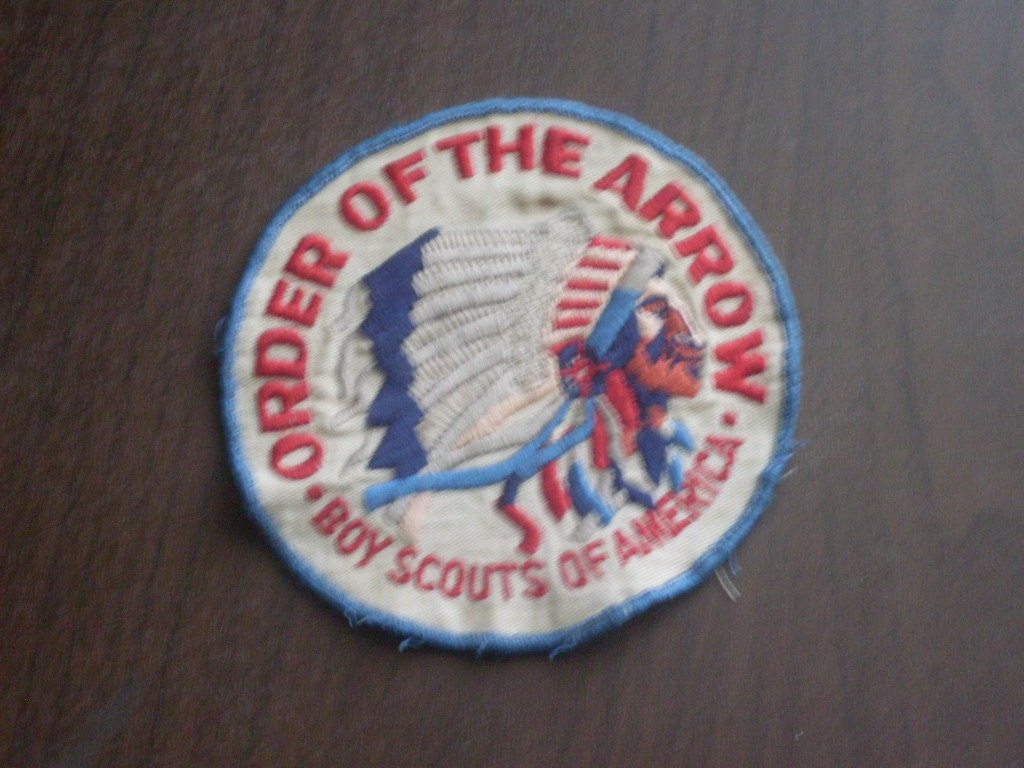 ORDER OF THE ARROW
· BOY SCOUTS OF AMERICA ·